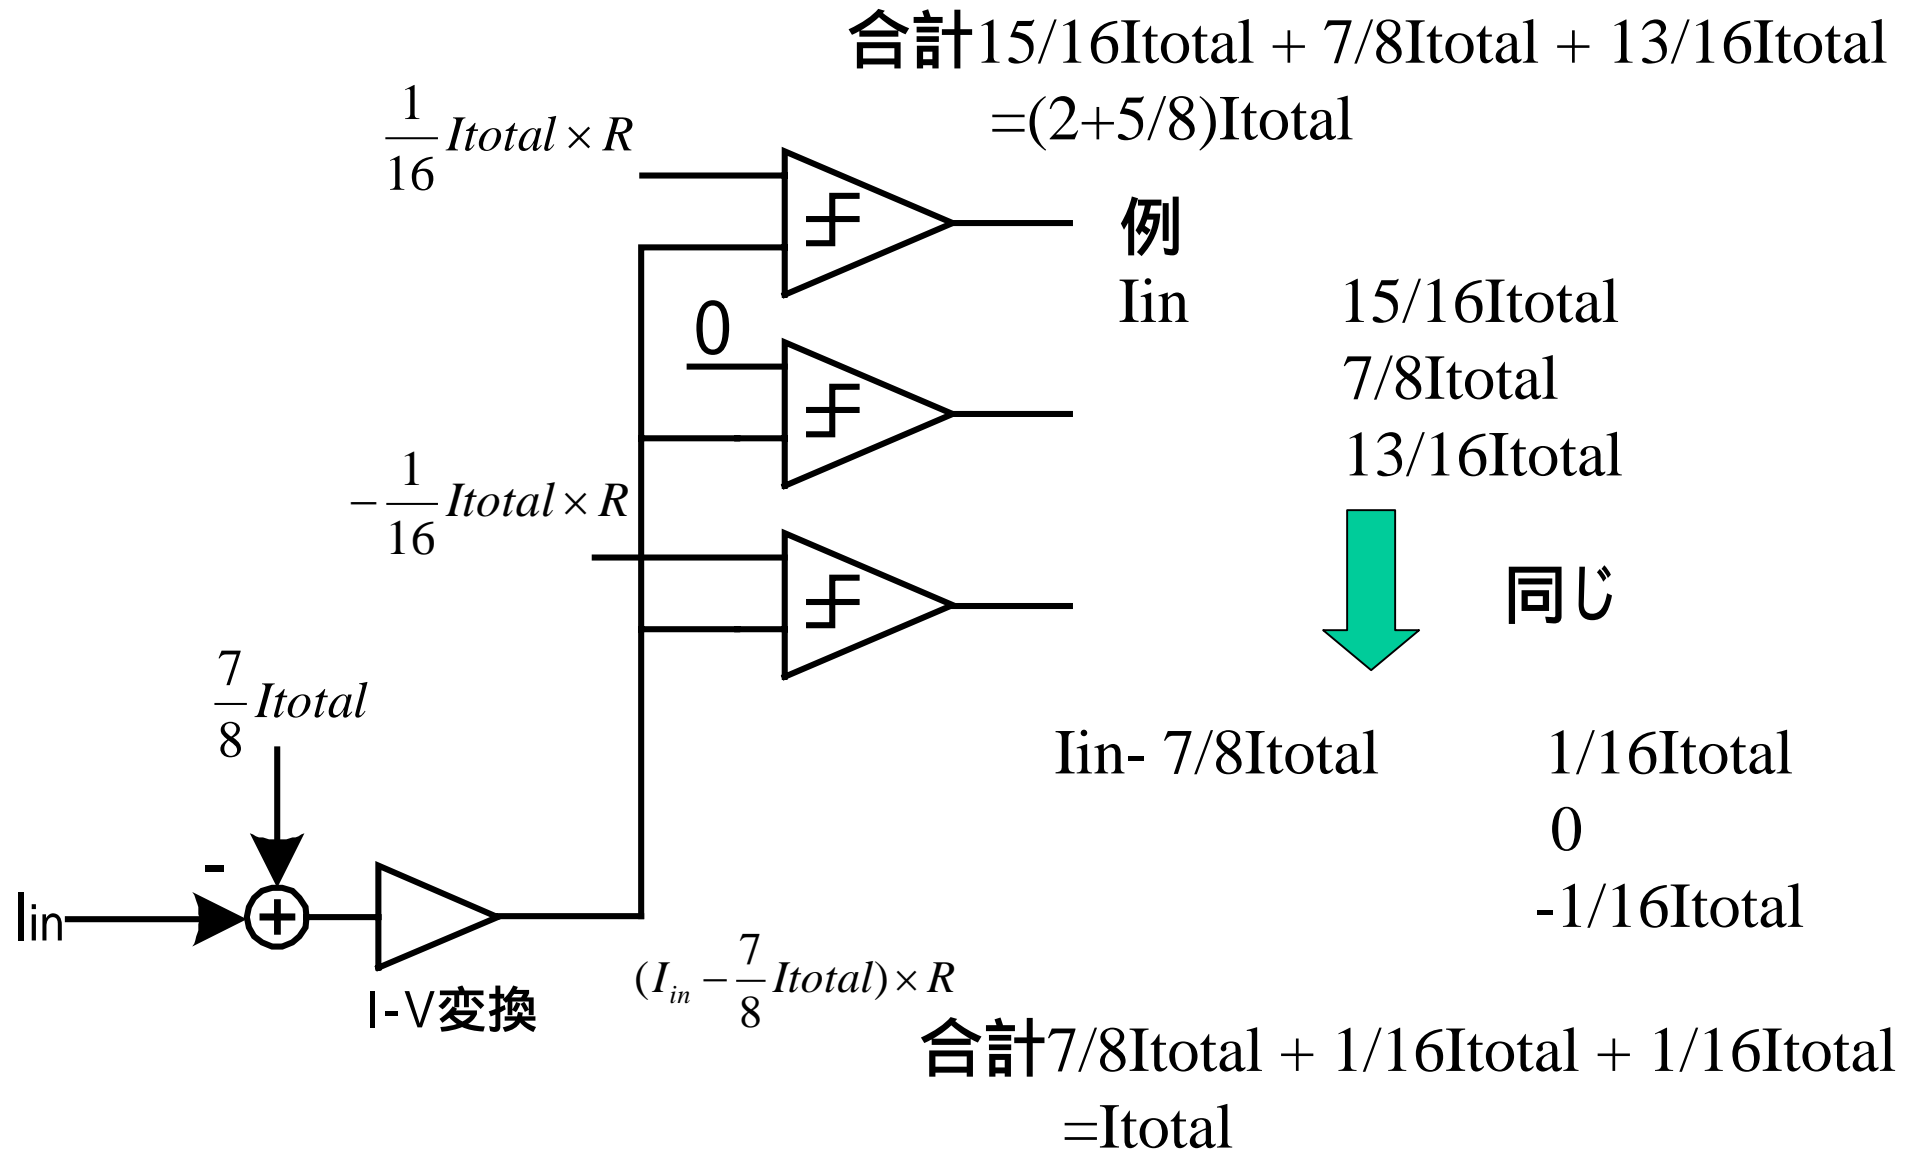 合計15/16Itotal + 7/8Itotal + 13/16Itotal
=(2+5/8)Itotal
1/16 Itotal × R
例
Iin 15/16Itotal
0
7/8Itotal
13/16Itotal
-1/16 Itotal × R
同じ
7/8 Itotal
Iin- 7/8Itotal 1/16Itotal
0
-
-1/16Itotal
Iin
+
(Iin - 7/8 Itotal) × R
I-V変換
合計7/8Itotal + 1/16Itotal + 1/16Itotal
=Itotal